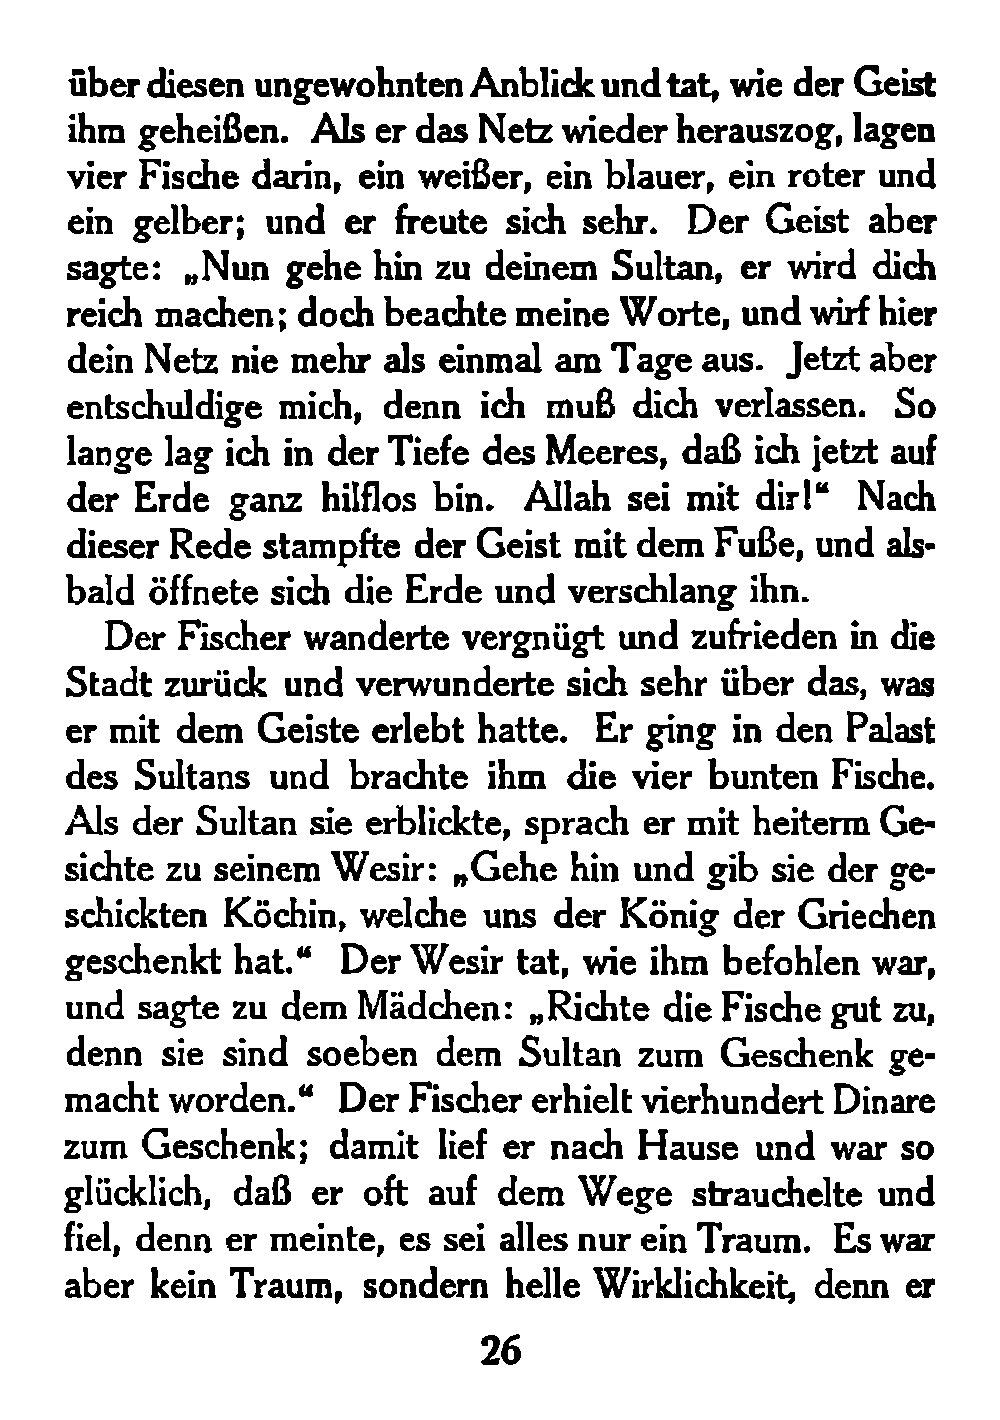 über diesen ungewohnten Anblick und tat, wie der Geist
ihm geheißen. Als er das Netz wieder herauszog, lagen
vier Fische darin, ein weißer, ein blauer, ein roter und
ein gelber; und er freute sich sehr. Der Geist aber
sagte: „Nun gehe hin zu deinem Sultan, er wird dich
reich machen; doch beachte meine Worte, und wirf hier
dein Netz nie mehr als einmal am Tage aus. Jetzt aber
entschuldige mich, denn ich muß dich verlassen. So
lange lag ich in der Tiefe des Meeres, daß ich jetzt auf
der Erde ganz hilflos bin. Allah sei mit dir!“ Nach
dieser Rede stampfte der Geist mit dem Fuße, und als-
bald öffnete sich die Erde und verschlang ihn.
Der Fischer wanderte vergnügt und zufrieden in die
Stadt zurück und verwunderte sich sehr über das, was
er mit dem Geiste erlebt hatte. Er ging in den Palast
des Sultans und brachte ihm die vier bunten Fische.
Als der Sultan sie erblickte, sprach er mit heiterm Ge-
sichte zu seinem Wesir: „Gehe hin und gib sie der ge-
schickten Köchin, welche uns der König der Griechen
geschenkt hat.“ Der Wesir tat, wie ihm befohlen war,
und sagte zu dem Mädchen: „Richte die Fische gut zu,
denn sie sind soeben dem Sultan zum Geschenk ge-
macht worden.“ Der Fischer erhielt vierhundert Dinare
zum Geschenk; damit lief er nach Hause und war so
glücklich, daß er oft auf dem Wege strauchelte und
fiel, denn er meinte, es sei alles nur ein Traum. Es war
aber kein Traum, sondern helle Wirklichkeit, denn er
26